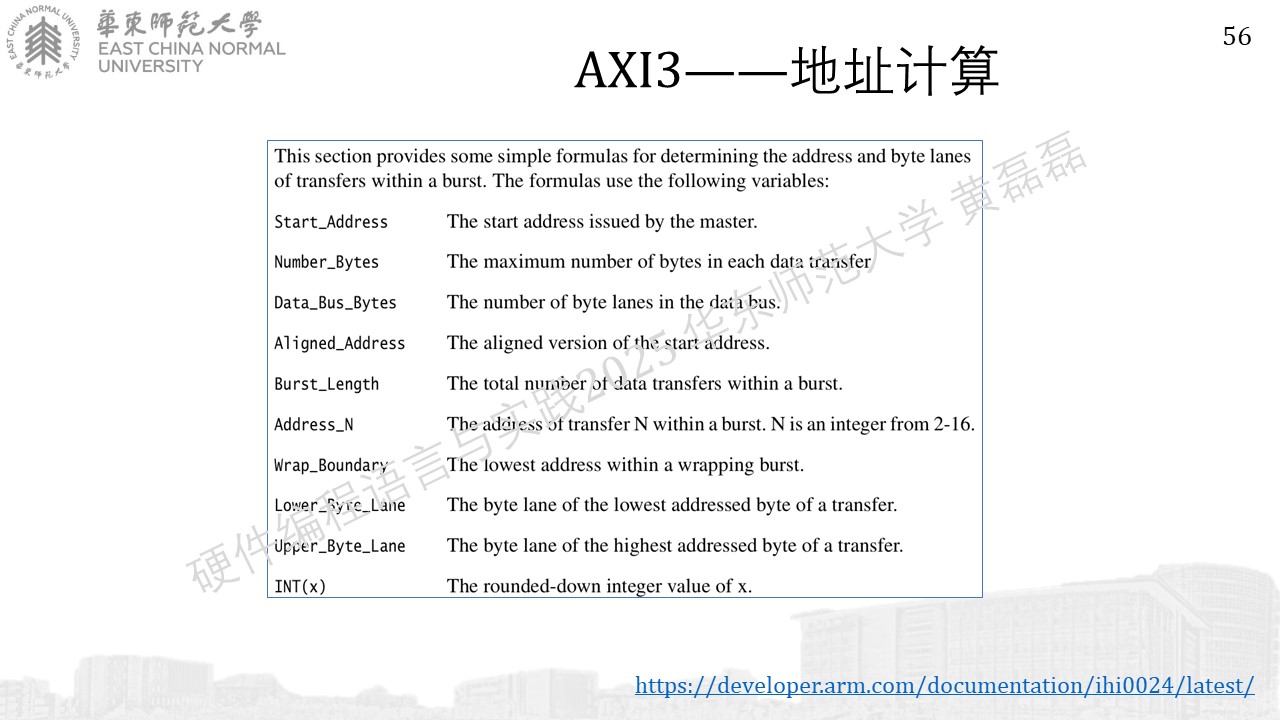 EAST CHINA NORMAL UNIVERSITY
華東師范大學
華東師范大學
EAST CHINA NORMAL
UNIVERSITY
56
AXI3——地址计算
This section provides some simple formulas for determining the address and byte lanes
of transfers within a burst. The formulas use the following variables:
Start_Address The start address issued by the master.
Number_Bytes The maximum number of bytes in each data transfer
Data_Bus_Bytes The number of byte lanes in the data bus.
Aligned_Address The aligned version of the start address.
Burst_Length The total number of data transfers within a burst.
Address_N The address of transfer N within a burst. N is an integer from 2-16.
Wrap_Boundary The lowest address within a wrapping burst.
Lower_Byte_Lane The byte lane of the lowest addressed byte of a transfer.
Upper_Byte_Lane The byte lane of the highest addressed byte of a transfer.
INT(x) The rounded-down integer value of x.
硬件编程语言与实践2025 华东师范大学 黄磊磊
https://developer.arm.com/documentation/ihi0024/latest/